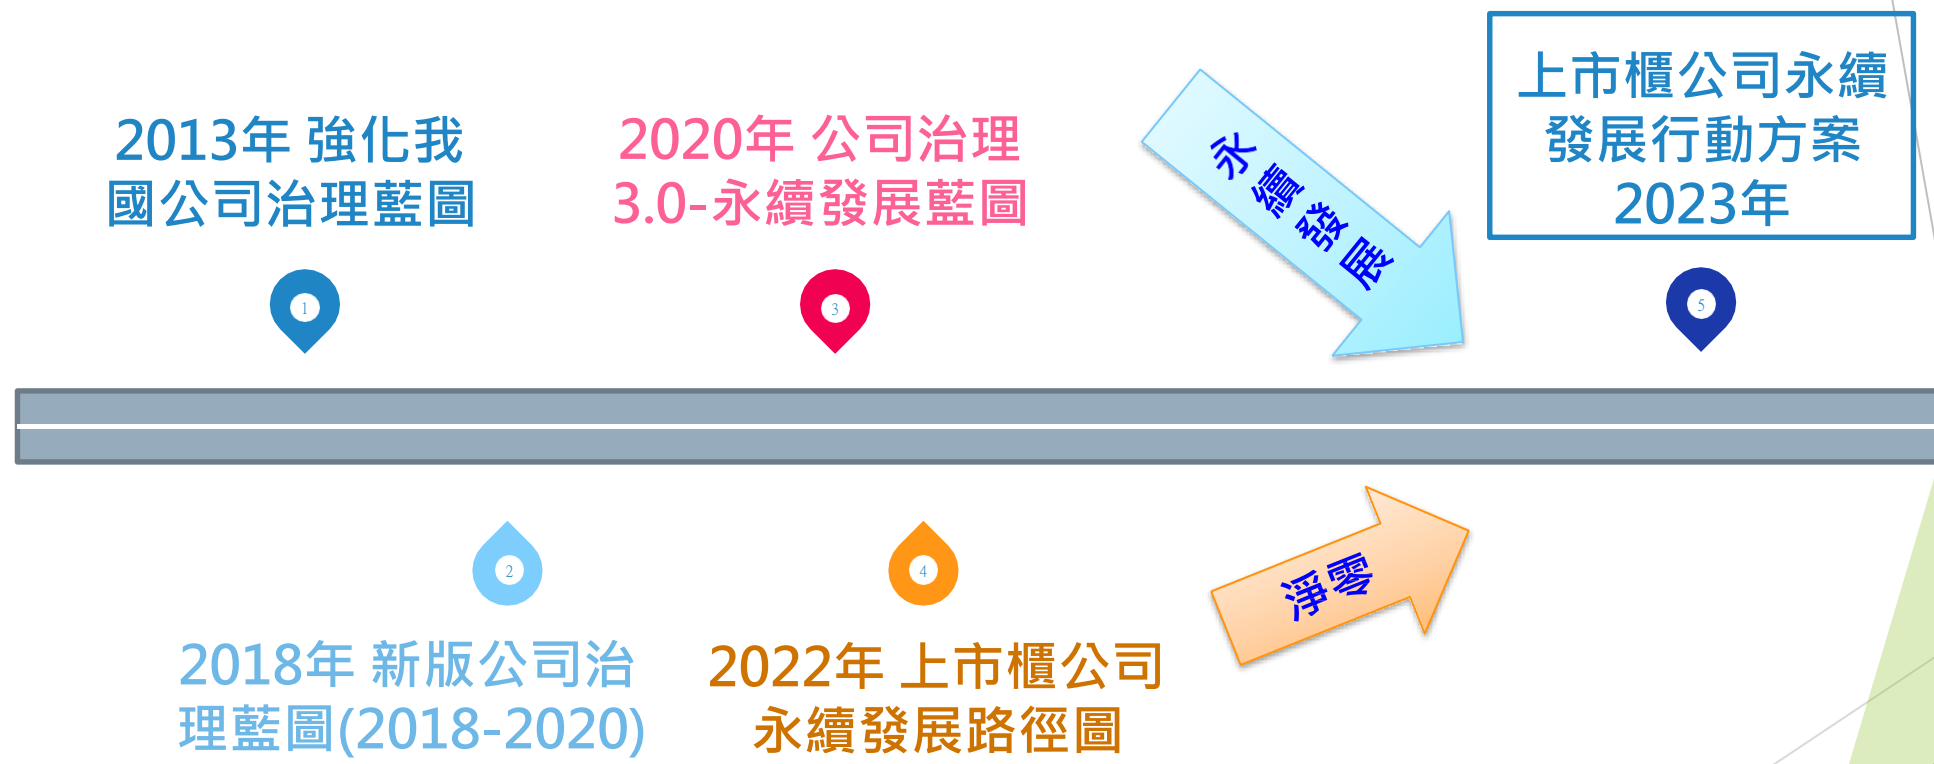 2013年 強化我
國公司治理藍圖
1
2018年 新版公司治
理藍圖(2018-2020)
2
2020年 公司治理
3.0-永續發展藍圖
3
2022年 上市櫃公司
永續發展路徑圖
4
永續發展
淨零
上市櫃公司永續
發展行動方案
2023年
5